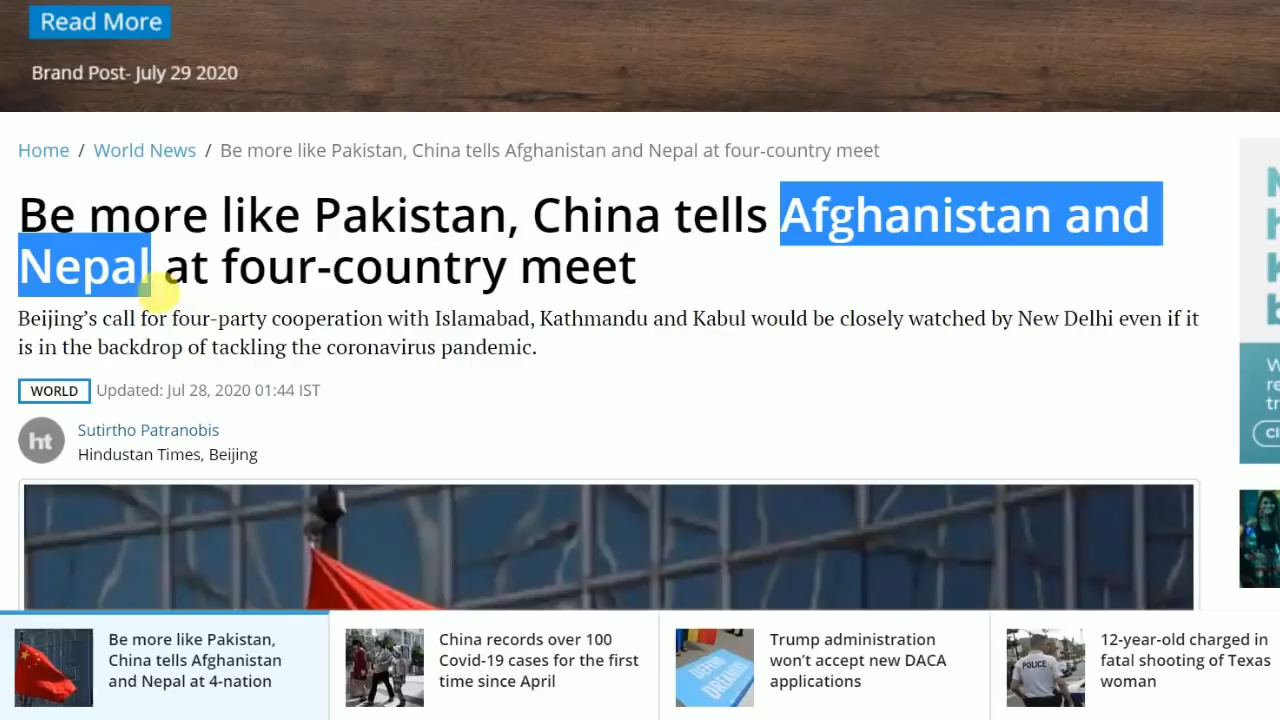 Read More
Brand Post- July 29 2020
Home / World News / Be more like Pakistan, China tells Afghanistan and Nepal at four-country meet
Be more like Pakistan, China tells Afghanistan and
Nepal at four-country meet
Beijing’s call for four-party cooperation with Islamabad, Kathmandu and Kabul would be closely watched by New Delhi even if it
is in the backdrop of tackling the coronavirus pandemic.
WORLD Updated: Jul 28, 2020 01:44 IST
ht
Sutirtho Patranobis
Hindustan Times, Beijing
Be more like Pakistan,
China tells Afghanistan
and Nepal at 4-nation
China records over 100
Covid-19 cases for the first
time since April
DEFEND
DREAMERS
Trump administration
won’t accept new DACA
applications
POLICE
12-year-old charged in
fatal shooting of Texas
woman